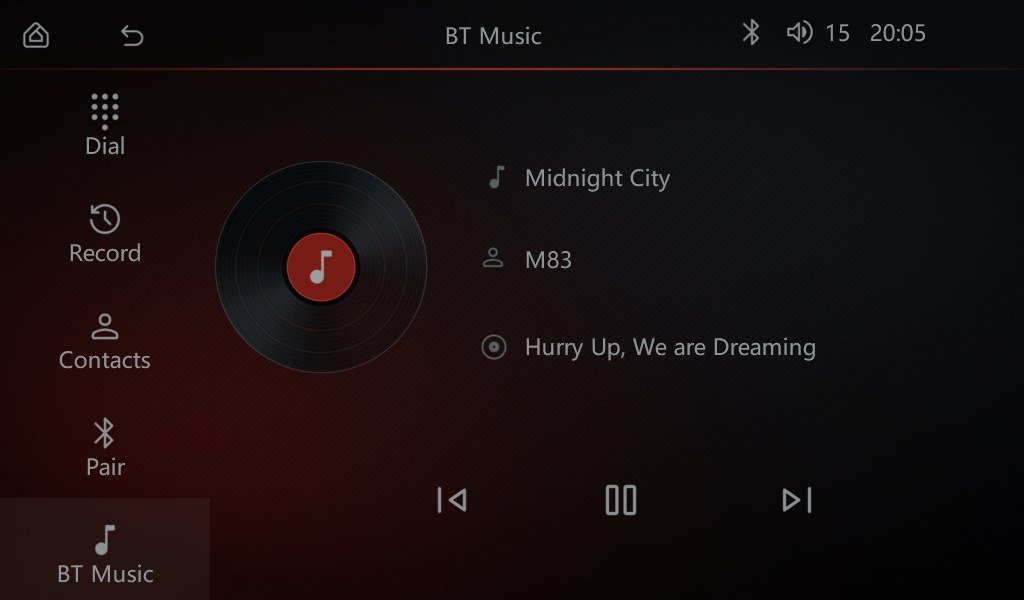 BT Music
15 20:05
Dial
Record
Contacts
Pair
BT Music
Midnight City
M83
Hurry Up, We are Dreaming